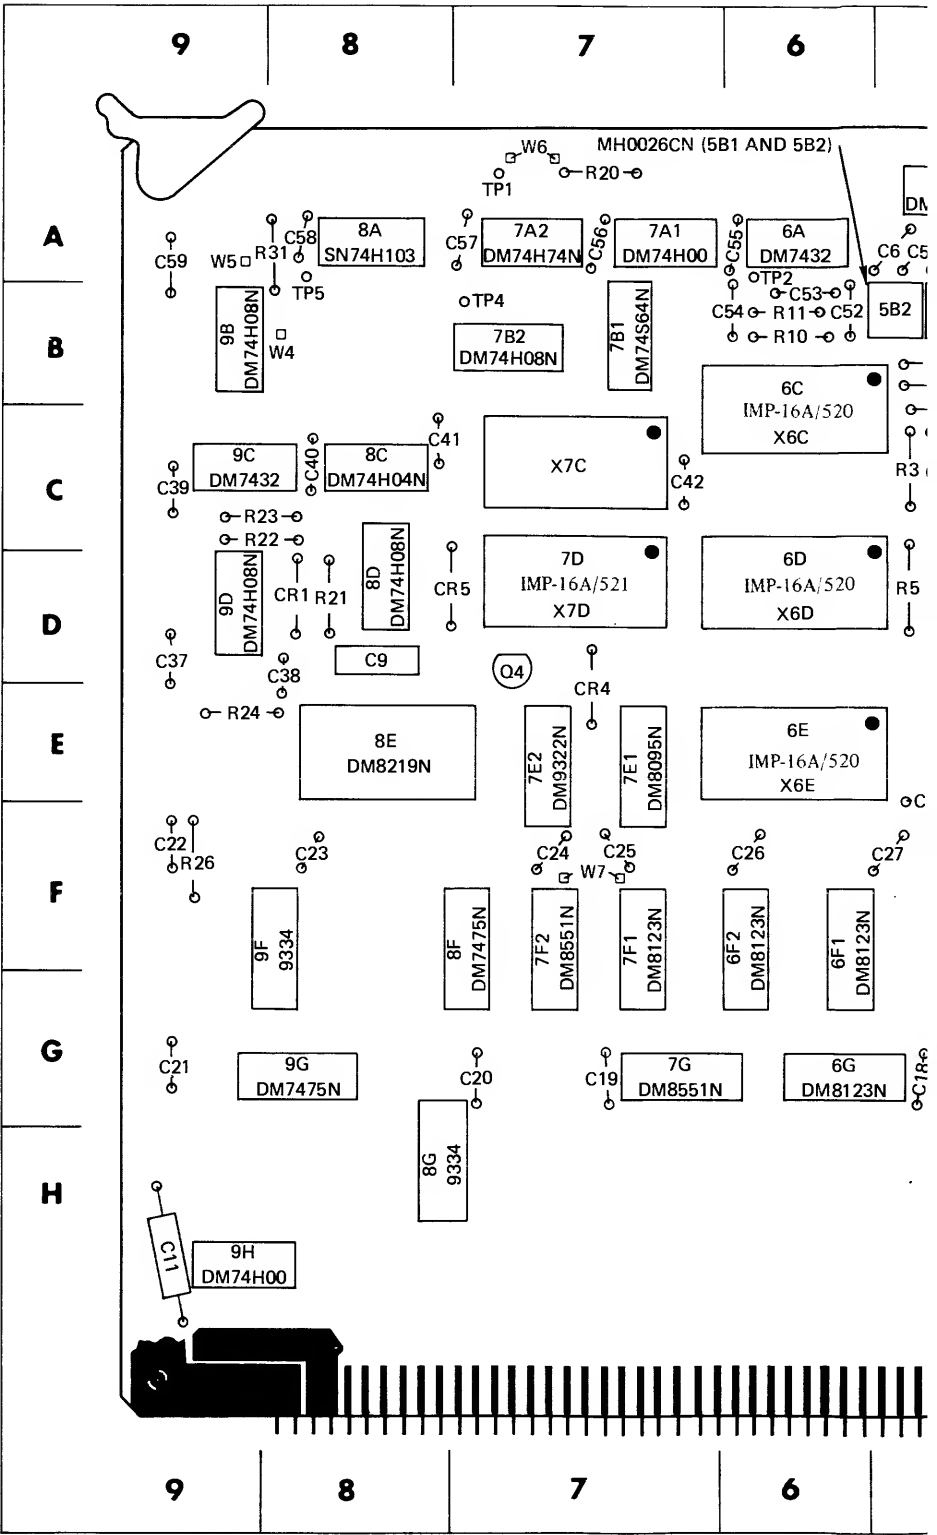 9 8 7 6
MH0026CN (5B1 AND 5B2)
W6
R20
TP1
DM
A
C59
W5
R31
C58
8A
SN74H103
C57
7A2
DM74H74N
C56
7A1
DM74H00
C55
6A
DM7432
C6
C5
TP5
TP2
TP4
B
9B
DM74H08N
W4
7B2
DM74H08N
7B1
DM74S64N
C54
C53
R11
C52
R10
5B2
6C
IMP-16A/520
X6C
C
C39
9C
DM7432
C40
8C
DM74H04N
C41
X7C
C42
R3
R23
R22
D
9D
DM74H08N
CR1
R21
8D
DM74H08N
CR5
7D
IMP-16A/521
X7D
6D
IMP-16A/520
X6D
R5
C37
C38
C9
Q4
CR4
R24
E
8E
DM8219N
7E2
DM9322N
7E1
DM8095N
6E
IMP-16A/520
X6E
C
F
C22
R26
C23
C24
C25
W7
C26
C27
9F
9334
8F
DM7475N
7F2
DM8551N
7F1
DM8123N
6F2
DM8123N
6F1
DM8123N
G
C21
9G
DM7475N
C20
C19
7G
DM8551N
6G
DM8123N
C18
H
8G
9334
C11
9H
DM74H00
9 8 7 6